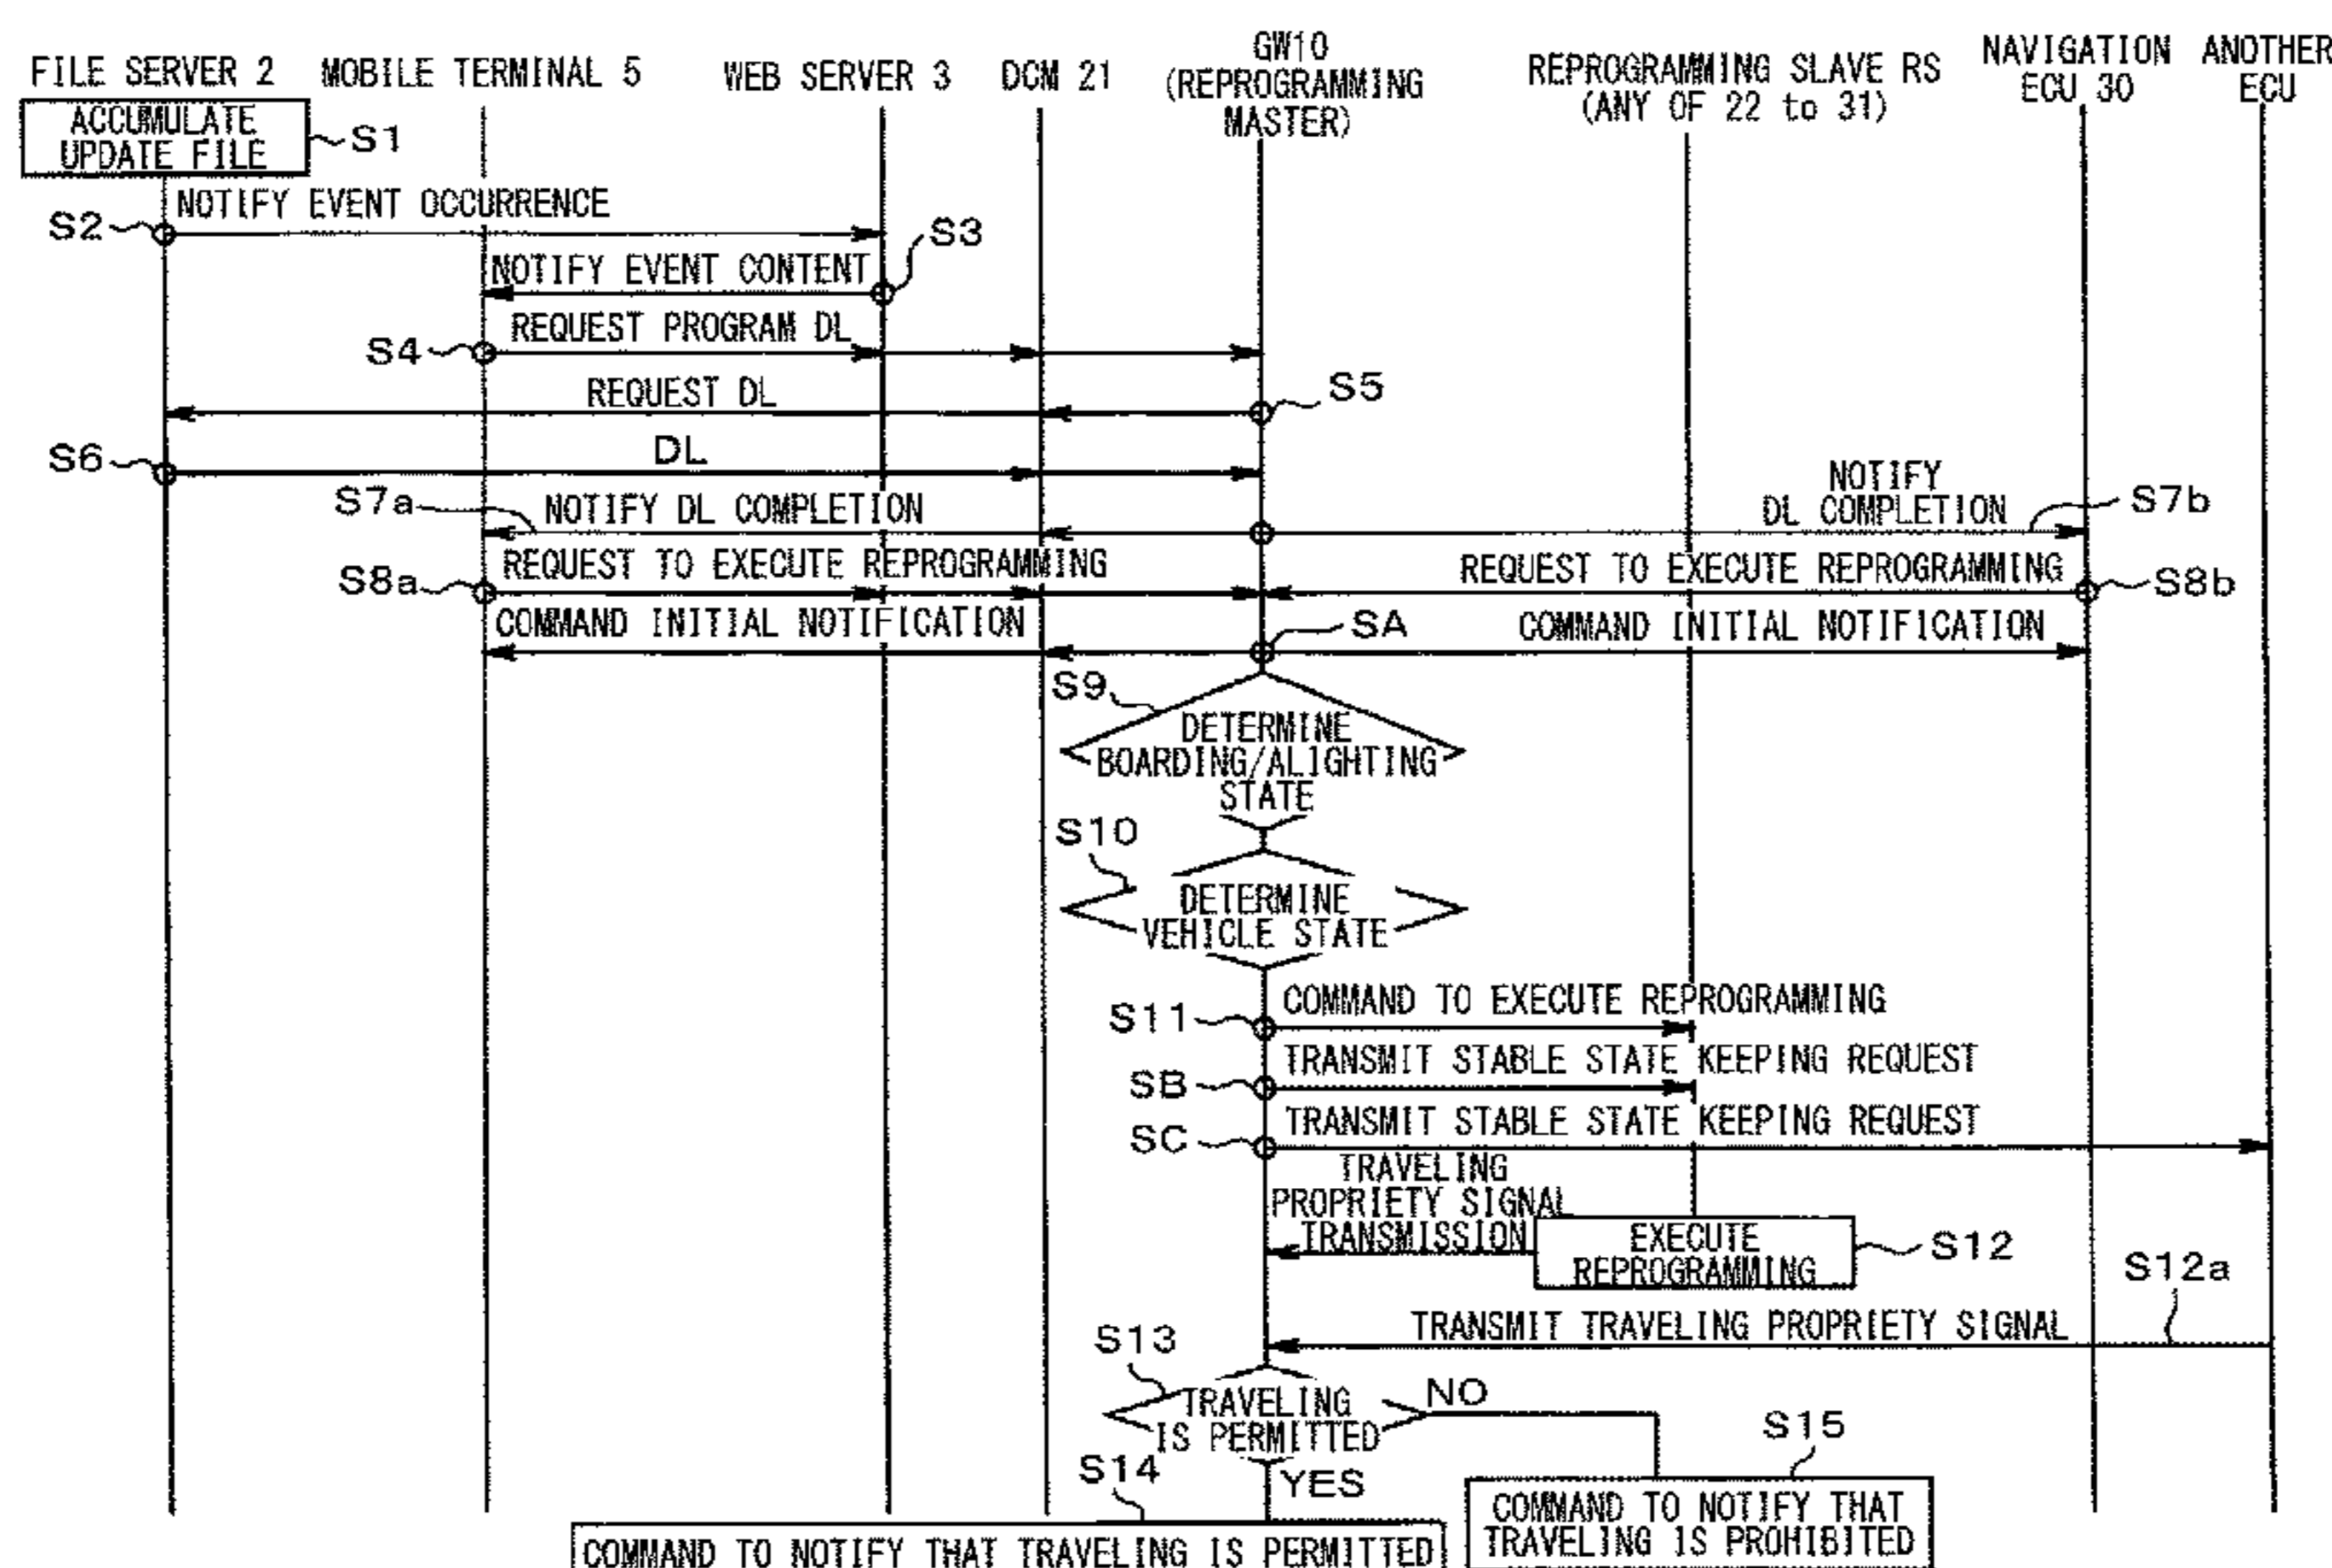 FILE SERVER 2
MOBILE TERMINAL 5
WEB SERVER 3
DCM 21
GW10
(REPROGRAMMING
MASTER)
REPROGRAMMING SLAVE RS
(ANY OF 22 to 31)
NAVIGATION
ECU 30
ANOTHER
ECU
ACCUMULATE
UPDATE FILE
S1
NOTIFY EVENT OCCURRENCE
S2
S3
NOTIFY EVENT CONTENT
REQUEST PROGRAM DL
S4
REQUEST DL
S5
DL
S6
S7a
NOTIFY DL COMPLETION
NOTIFY
DL COMPLETION
S7b
REQUEST TO EXECUTE REPROGRAMMING
S8a
REQUEST TO EXECUTE REPROGRAMMING
S8b
COMMAND INITIAL NOTIFICATION
SA
COMMAND INITIAL NOTIFICATION
S9
DETERMINE
BOARDING/ALIGHTING
STATE
S10
DETERMINE
VEHICLE STATE
COMMAND TO EXECUTE REPROGRAMMING
S11
TRANSMIT STABLE STATE KEEPING REQUEST
SB
TRANSMIT STABLE STATE KEEPING REQUEST
SC
TRAVELING
PROPRIETY SIGNAL
TRANSMISSION
EXECUTE
REPROGRAMMING
S12
S12a
TRANSMIT TRAVELING PROPRIETY SIGNAL
S13
TRAVELING
IS PERMITTED
NO
S15
S14
YES
COMMAND TO NOTIFY THAT
TRAVELING IS PROHIBITED
COMMAND TO NOTIFY THAT TRAVELING IS PERMITTED